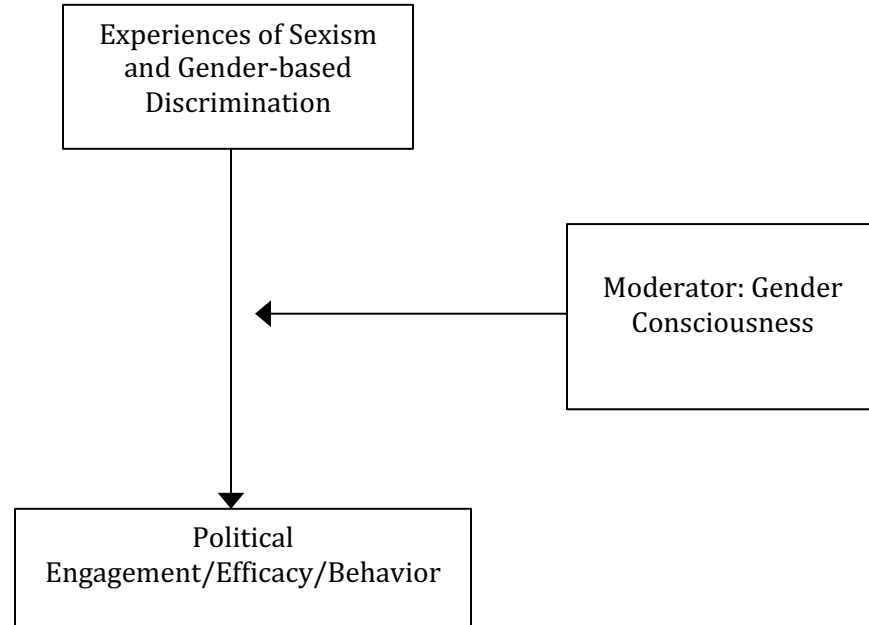 Experiences of Sexism
and Gender-based
Discrimination
Moderator: Gender
Consciousness
Political
Engagement/Efficacy/Behavior